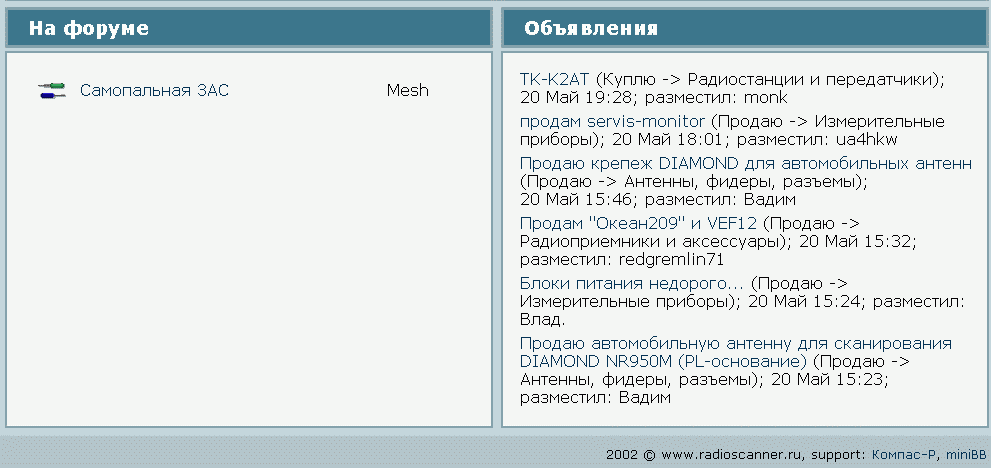 На форуме
Самопальная ЗАС Mesh
Объявления
TK-K2AT (Куплю -> Радиостанции и передатчики);
20 Май 19:28; разместил: monk
продам servis-monitor (Продаю -> Измерительные
приборы); 20 Май 18:01; разместил: ua4hkw
Продаю крепеж DIAMOND для автомобильных антенн
(Продаю -> Антенны, фидеры, разъемы);
20 Май 15:46; разместил: Вадим
Продам "Океан209" и VEF12 (Продаю ->
Радиоприемники и аксессуары); 20 Май 15:32;
разместил: redgremlin71
Блоки питания недорого... (Продаю ->
Измерительные приборы); 20 Май 15:24; разместил:
Влад.
Продаю автомобильную антенну для сканирования
DIAMOND NR950M (PL-основание) (Продаю ->
Антенны, фидеры, разъемы); 20 Май 15:23;
разместил: Вадим
2002 © www.radioscanner.ru, support: Компас-Р, miniBB